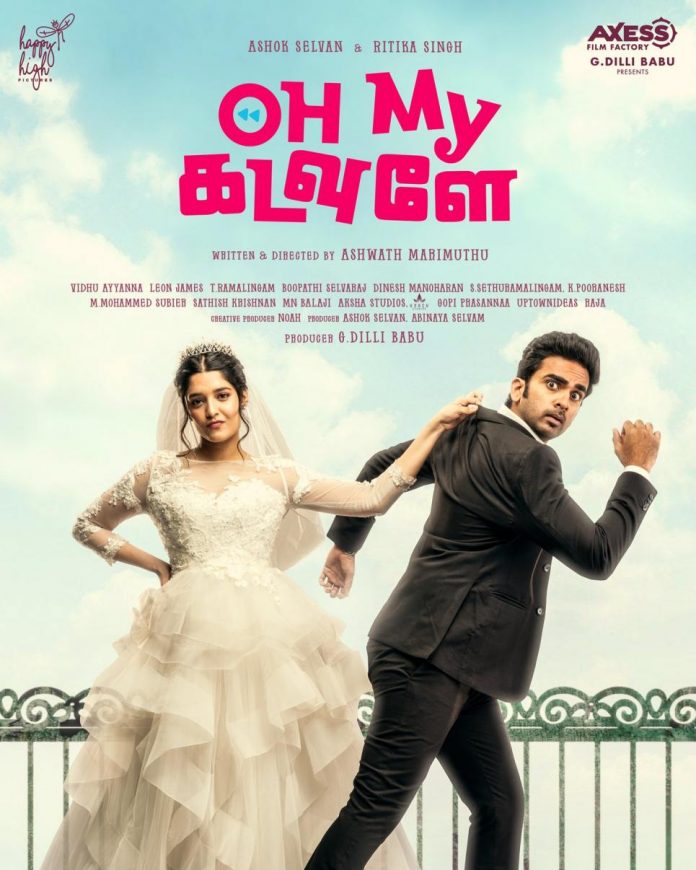 happy
high
PICTURES
AXESS
FILM FACTORY
G.DILLI BABU
PRESENTS
ASHOK SELVAN & RITIKA SINGH
OH My
கடவுளே
WRITTEN & DIRECTED BY ASHWATH MARIMUTHU
VIDHU AYYANNA LEON JAMES T.RAMALINGAM BOOPATHI SELVARAJ DINESH MANOHARAN S.SETHURAMALINGAM. K.POORANESH
M.MOHAMMED SUBIER SATHISH KRISHNAN MN BALAJI AKSHA STUDIOS, GOPI PRASANNAA UPTOWNIDEAS RAJA
CREATIVE PRODUCER NOAH PRODUCER ASHOK SELVAN, ABINAYA SELVAM
PRODUCER G.DILLI BABU